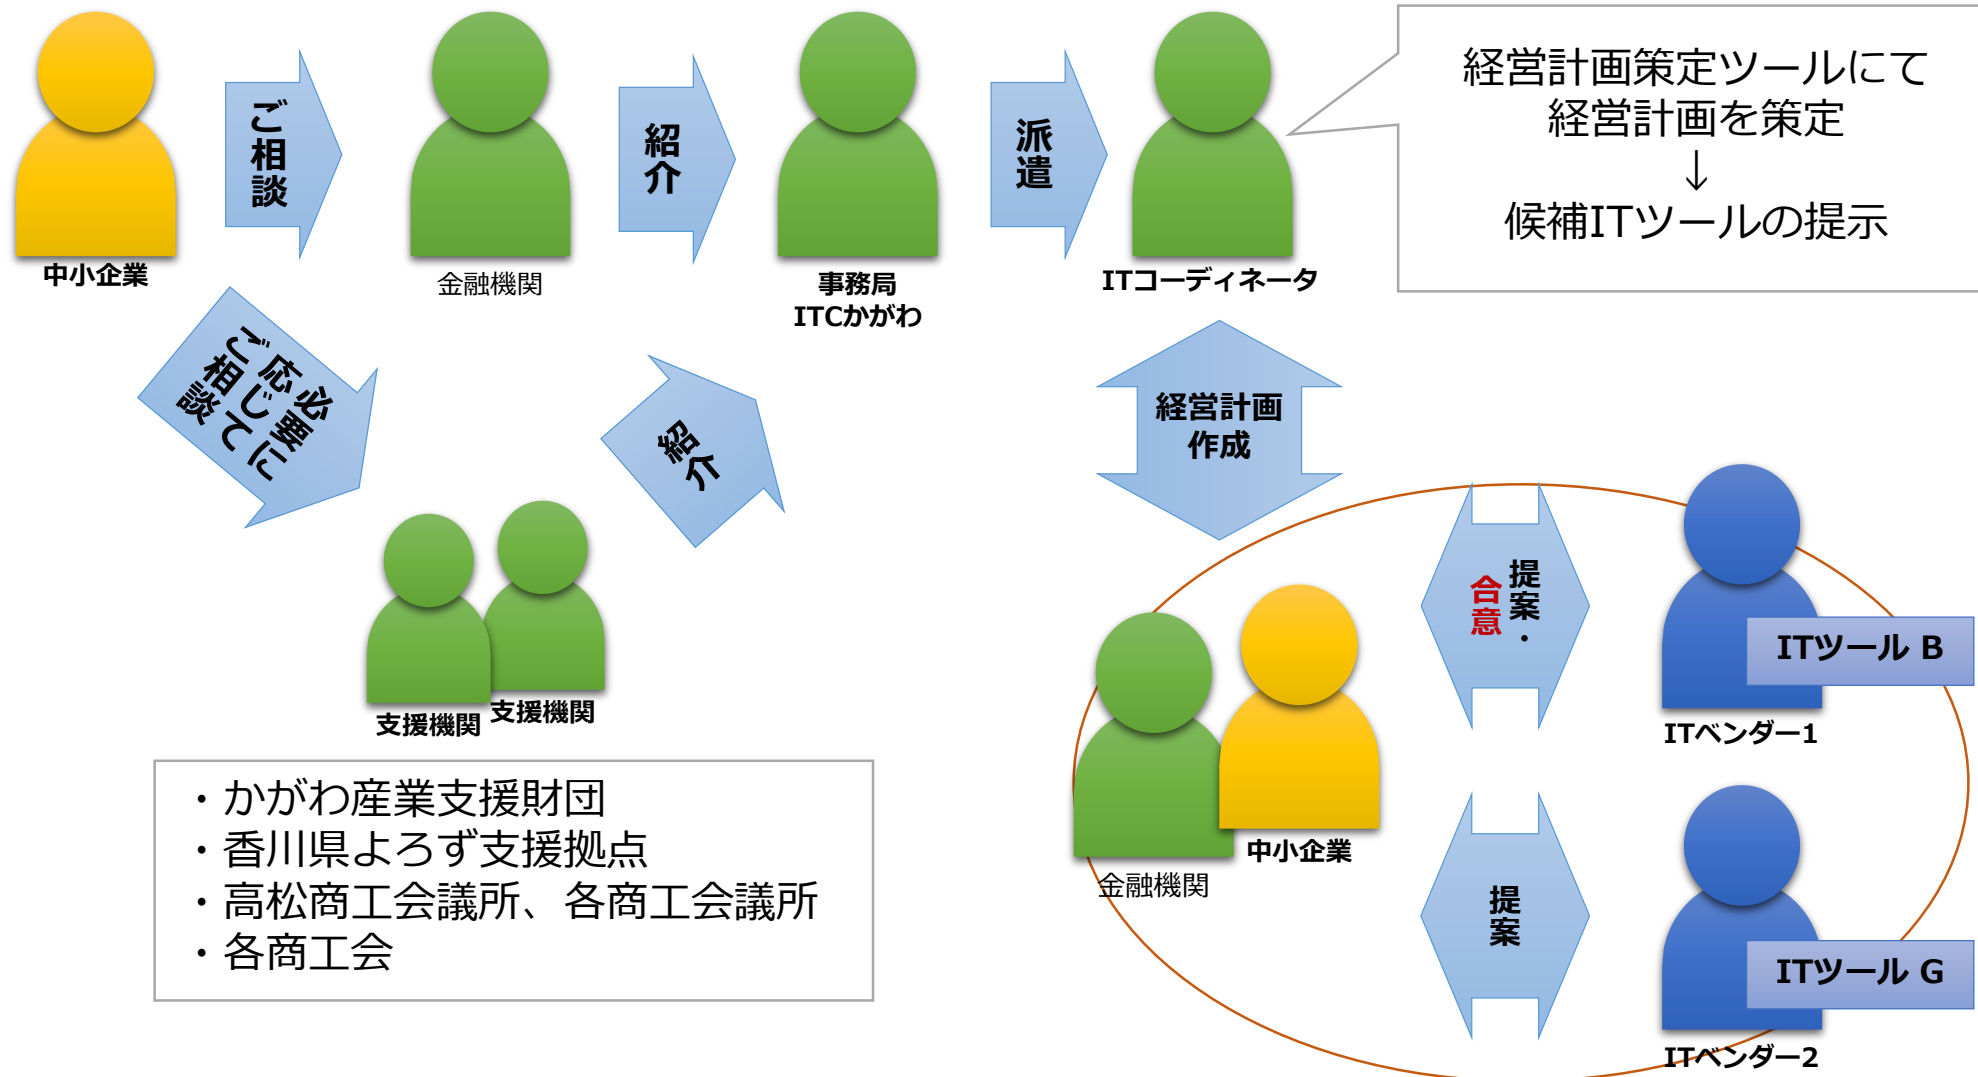 ご相談
紹介
派遣
経営計画策定ツールにて
経営計画を策定
↓
候補ITツールの提示
中小企業
金融機関
事務局
ITCかがわ
ITコーディネータ
必要に
応じて
ご相談
紹介
経営計画
作成
支援機関
支援機関
提案・
合意
ITツール B
ITベンダー1
・かがわ産業支援財団
・香川県よろず支援拠点
・高松商工会議所、各商工会議所
・各商工会
中小企業
金融機関
提案
ITツール G
ITベンダー2